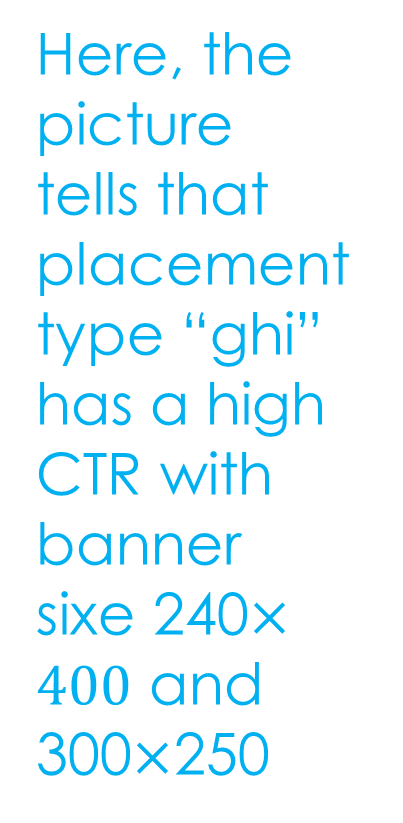 Here, the
picture
tells that
placement
type “ghi”
has a high
CTR with
banner
sixe 240×
400 and
300×250